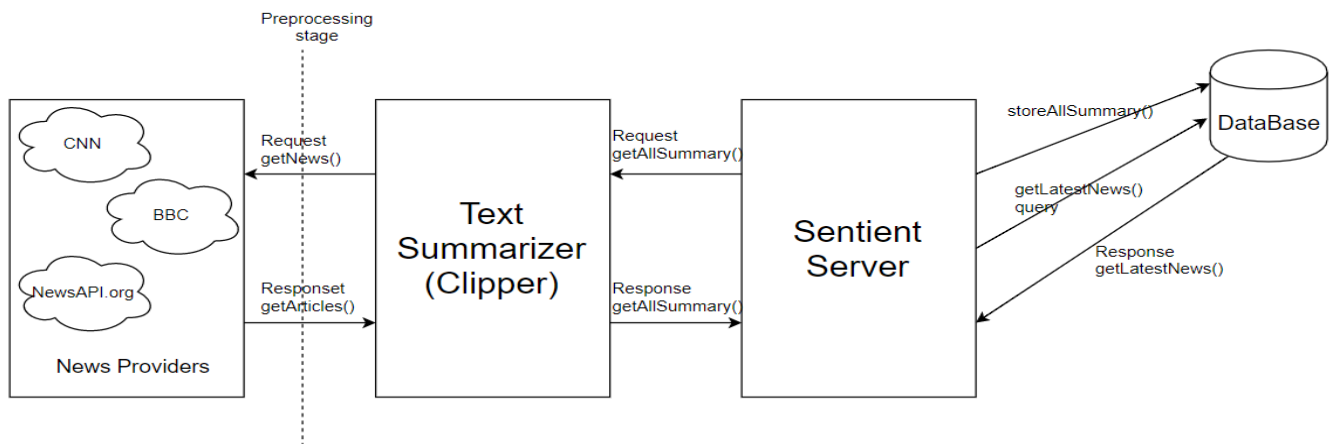 Preprocessing
stage
CNN
BBC
NewsAPI.org
News Providers
Request
getNews()
Responset
getArticles()
Text
Summarizer
(Clipper)
Request
getAllSummary()
Response
getAllSummary()
Sentient
Server
storeAllSummary()
getLatestNews()
query
Response
getLatestNews()
DataBase